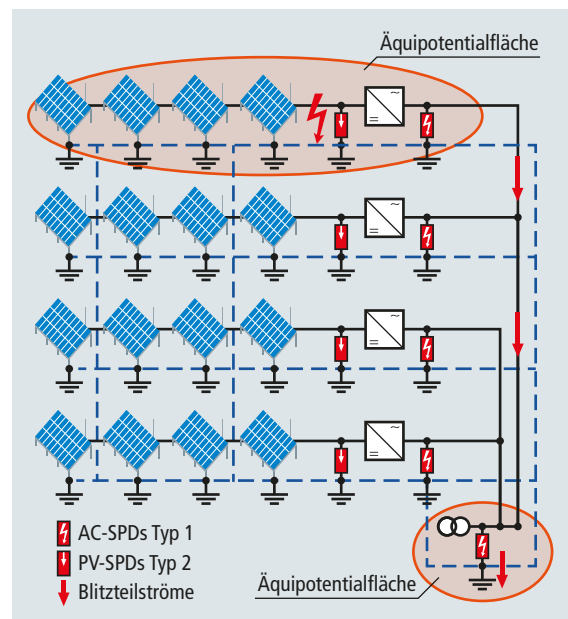 Äquipotentialfläche
AC-SPDs Typ 1
PV-SPDs Typ 2
Blitzteilströme
Äquipotentialfläche